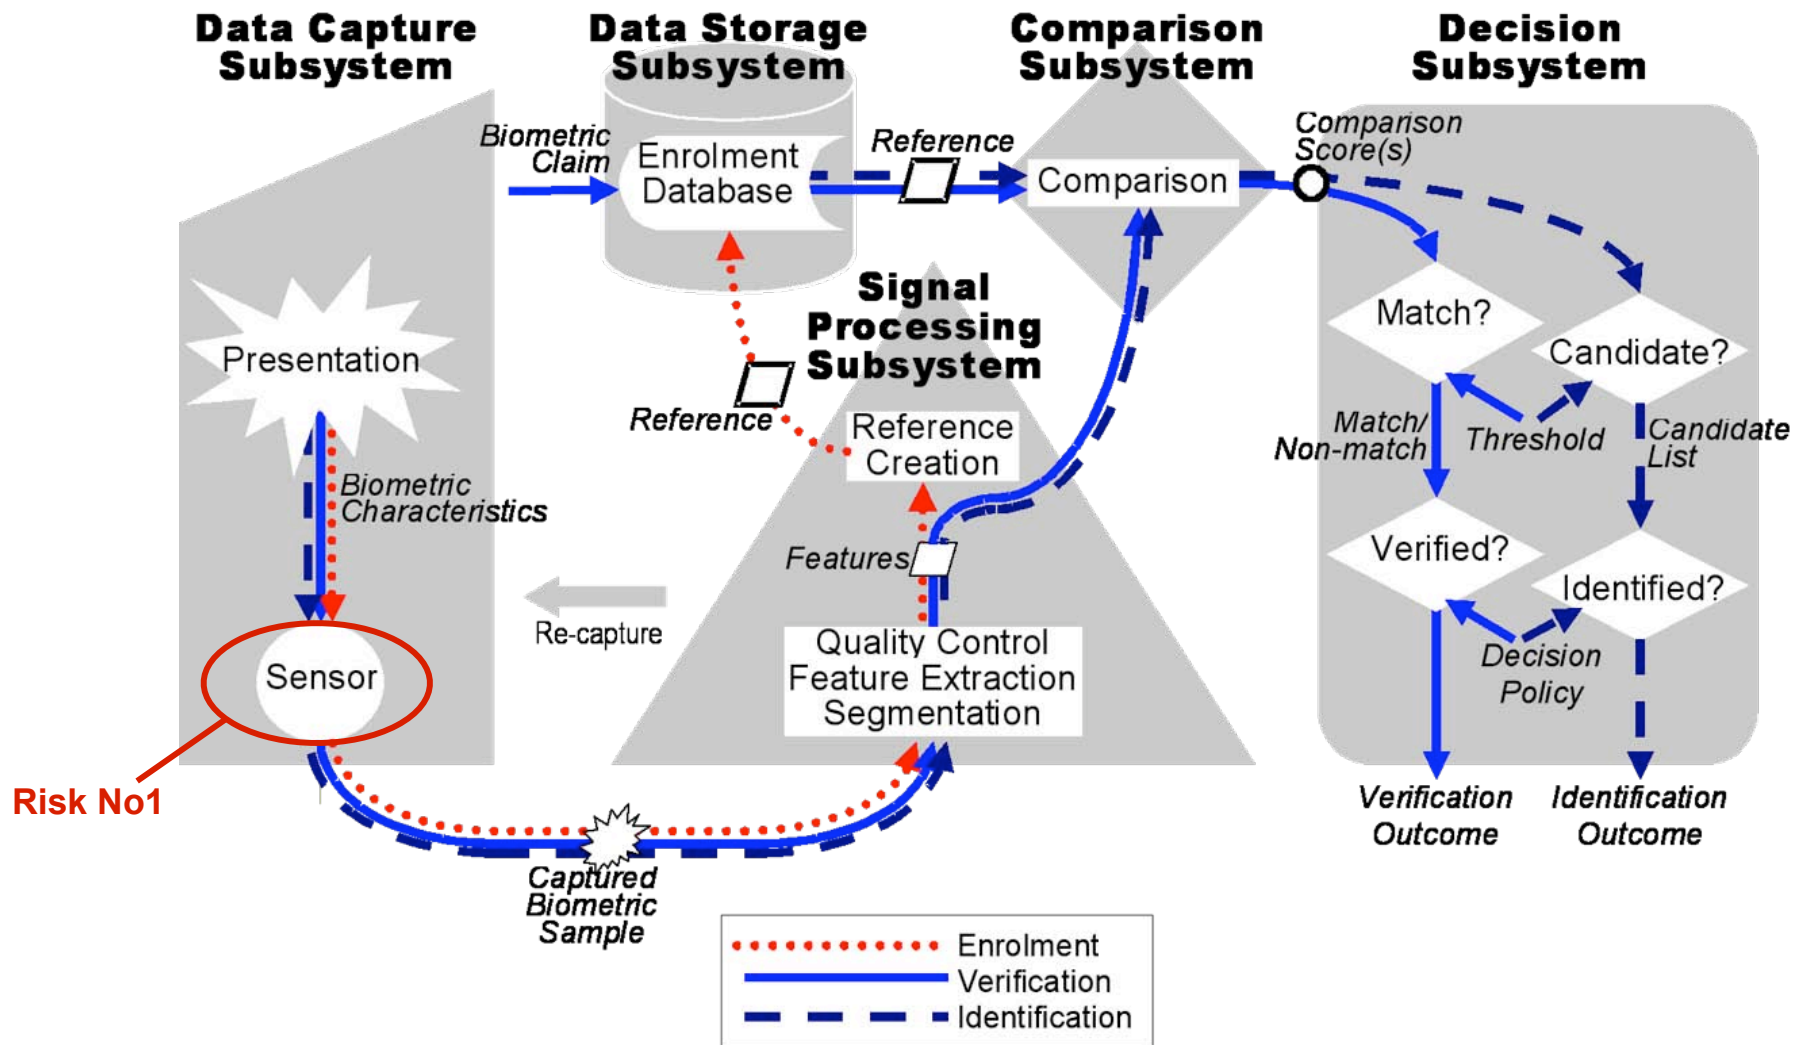 Data Capture
Subsystem
Data Storage
Subsystem
Comparison
Subsystem
Decision
Subsystem
Biometric
Claim
Enrolment
Database
Reference
Comparison
Comparison
Score(s)
Presentation
Signal
Processing
Subsystem
Match?
Candidate?
Reference
Reference
Creation
Match/
Non-match
Threshold
Candidate
List
Biometric
Characteristics
Features
Verified?
Identified?
Re-capture
Sensor
Quality Control
Feature Extraction
Segmentation
Decision
Policy
Risk No1
Verification
Outcome
Identification
Outcome
Captured
Biometric
Sample
Enrolment
Verification
Identification